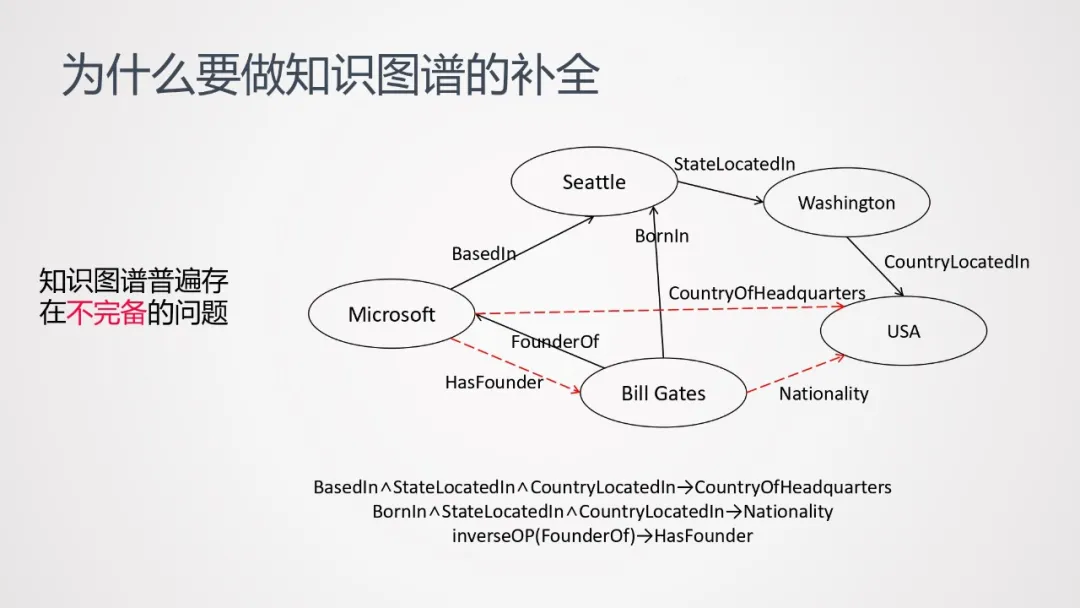 为什么要做知识图谱的补全
知识图谱普遍存
在不完备的问题
Seattle
StateLocatedIn
Washington
BasedIn
BornIn
CountryLocatedIn
Microsoft
CountryOfHeadquarters
USA
FounderOf
HasFounder
Bill Gates
Nationality
BasedIn∧StateLocatedIn∧CountryLocatedIn→CountryOfHeadquarters
BornIn∧StateLocatedIn∧CountryLocatedIn→Nationality
inverseOP(FounderOf)→HasFounder